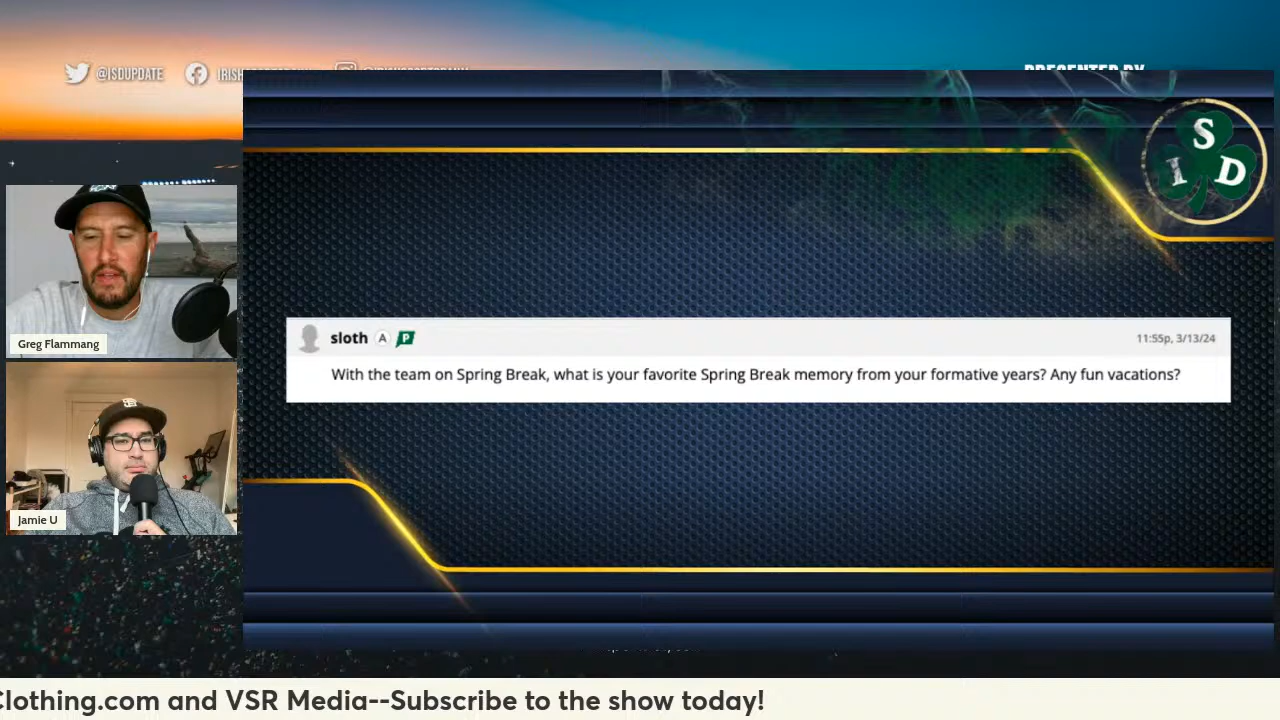 @ISDUPDATE
PRESENTED BY
I S D
Greg Flammang
Jamie U
sloth A P
11:55p, 3/13/24
With the team on Spring Break, what is your favorite Spring Break memory from your formative years? Any fun vacations?
Clothing.com and VSR Media--Subscribe to the show today!